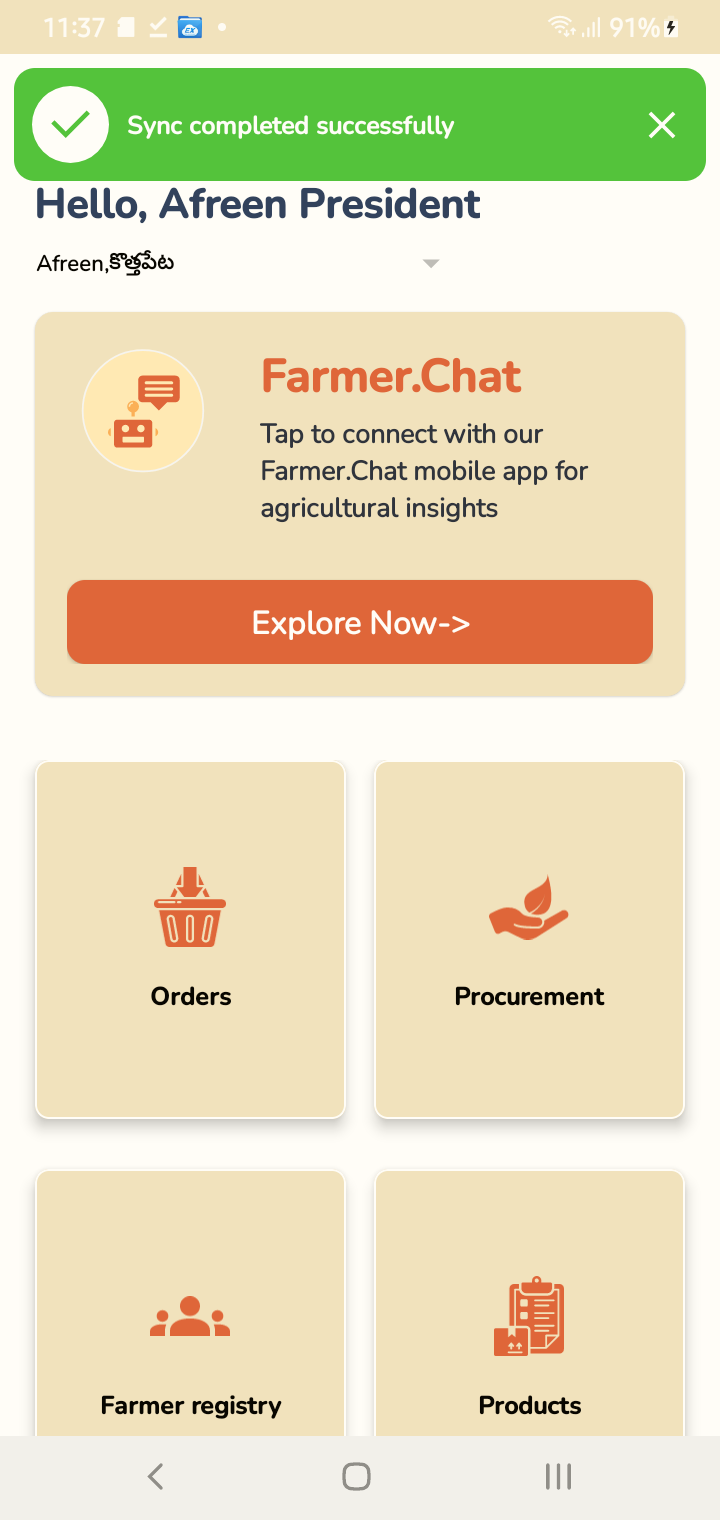 11:37
91%
Sync completed successfully
Hello, Afreen President
Afreen,కొత్తపేట
Farmer.Chat
Tap to connect with our
Farmer.Chat mobile app for
agricultural insights
Explore Now->
Orders
Procurement
Farmer registry
Products